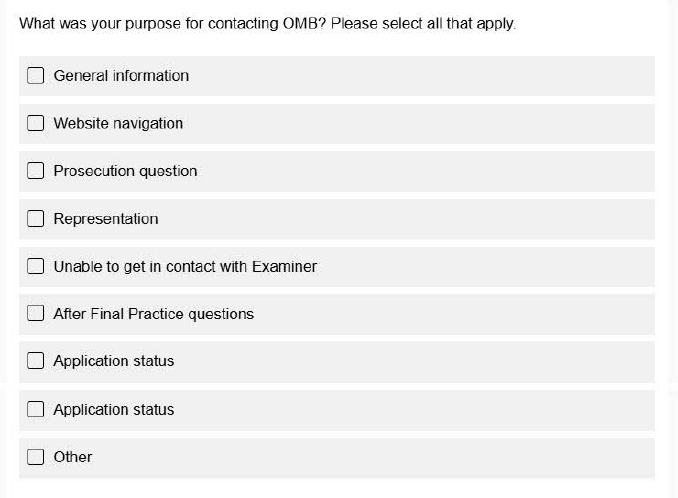 What was your purpose for contacting OMB? Please select all that apply.
General information
Website navigation
Prosecution question
Representation
Unable to get in contact with Examiner
After Final Practice questions
Application status
Application status
Other